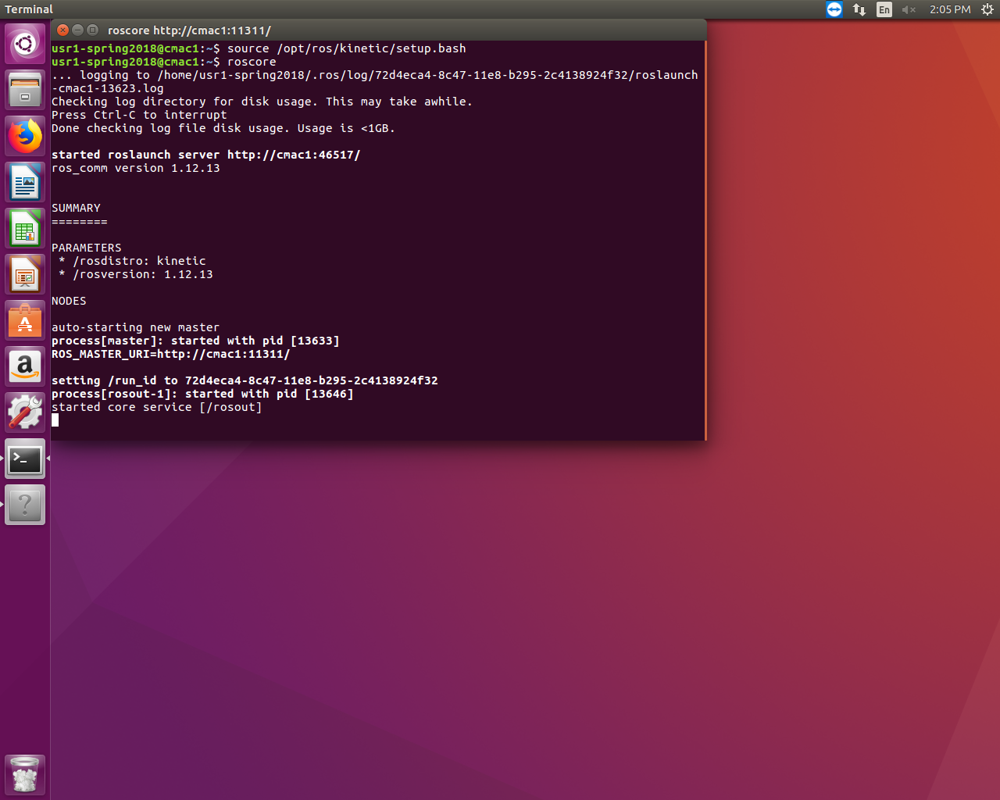 Terminal
En
2:05 PM
roscore http://cmac1:11311/
usr1-spring2018@cmac1:~$ source /opt/ros/kinetic/setup.bash
usr1-spring2018@cmac1:~$ roscore
... logging to /home/usr1-spring2018/.ros/log/72d4eca4-8c47-11e8-b295-2c4138924f32/roslaunch
-cmac1-13623.log
Checking log directory for disk usage. This may take awhile.
Press Ctrl-C to interrupt
Done checking log file disk usage. Usage is <1GB.
started roslaunch server http://cmac1:46517/
ros_comm version 1.12.13
SUMMARY
========
PARAMETERS
 * /rosdistro: kinetic
 * /rosversion: 1.12.13
NODES
auto-starting new master
process[master]: started with pid [13633]
ROS_MASTER_URI=http://cmac1:11311/
setting /run_id to 72d4eca4-8c47-11e8-b295-2c4138924f32
process[rosout-1]: started with pid [13646]
started core service [/rosout]